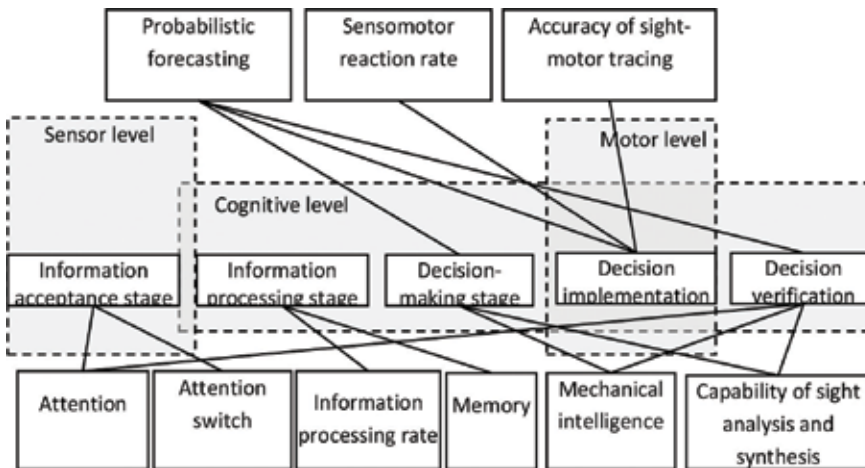 Probabilistic
forecasting
Sensomotor
reaction rate
Accuracy of sight-
motor tracing
Sensor level
Motor level
Cognitive level
Information
acceptance stage
Information
processing stage
Decision-
making stage
Decision
implementation
Decision
verification
Attention
Attention
switch
Information
processing rate
Memory
Mechanical
intelligence
Capability of sight
analysis and
synthesis